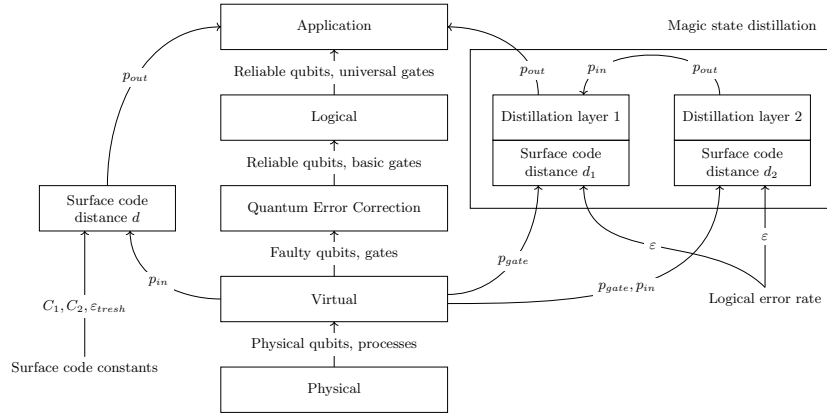 Application
Magic state distillation
p_out
Reliable qubits, universal gates
p_out
p_in
p_out
Logical
Distillation layer 1
Distillation layer 2
Reliable qubits, basic gates
Surface code
distance d_1
Surface code
distance d_2
Surface code
distance d
Quantum Error Correction
Faulty qubits, gates
p_in
p_gate
ε
ε
Virtual
p_gate, p_in
C_1, C_2, ε_tresh
Logical error rate
Physical qubits, processes
Surface code constants
Physical